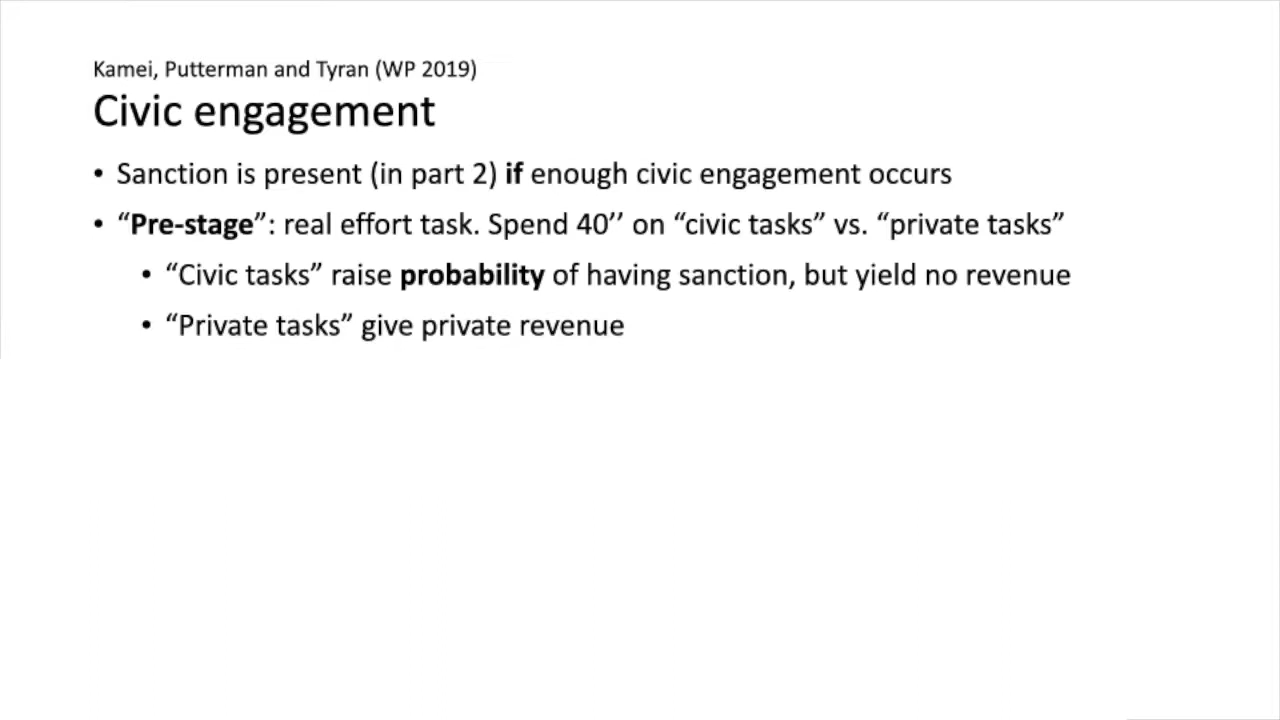 Kamei, Putterman and Tyran (WP 2019)
Civic engagement
• Sanction is present (in part 2) if enough civic engagement occurs
• “Pre-stage”: real effort task. Spend 40’’ on “civic tasks” vs. “private tasks”
• “Civic tasks” raise probability of having sanction, but yield no revenue
• “Private tasks” give private revenue